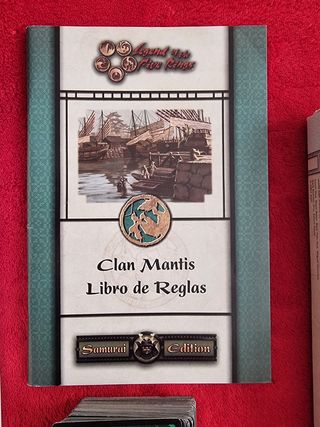 Legend of the
Five Rings
Clan Mantis
Libro de Reglas
Samurai Edition